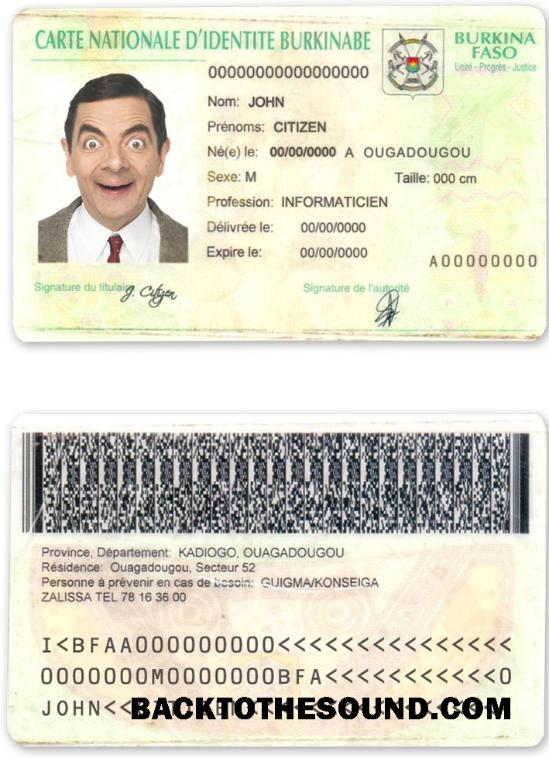 CARTE NATIONALE D'IDENTITE BURKINABE
BURKINA
FASO
Unité - Progrès - Justice
00000000000000000
Nom: JOHN
Prénoms: CITIZEN
Né(e) le: 00/00/0000 A OUGADOUGOU
Sexe: M Taille: 000 cm
Profession: INFORMATICIEN
Délivrée le: 00/00/0000
Expire le: 00/00/0000
A00000000
Signature du titulaire J. Citizen
Signature de l'autorité
Province, Département: KADIOGO, OUAGADOUGOU
Résidence: Ouagadougou, Secteur 52
Personne à prévenir en cas de besoin: GUIGMA/KONSEIGA
ZALISSA TEL 78 16 36 00
I<BFAA000000000<<<<<<<<<<<<<<<
0000000M0000000BFA<<<<<<<<<<<0
JOHN<<
BACKTOTHESOUND.COM